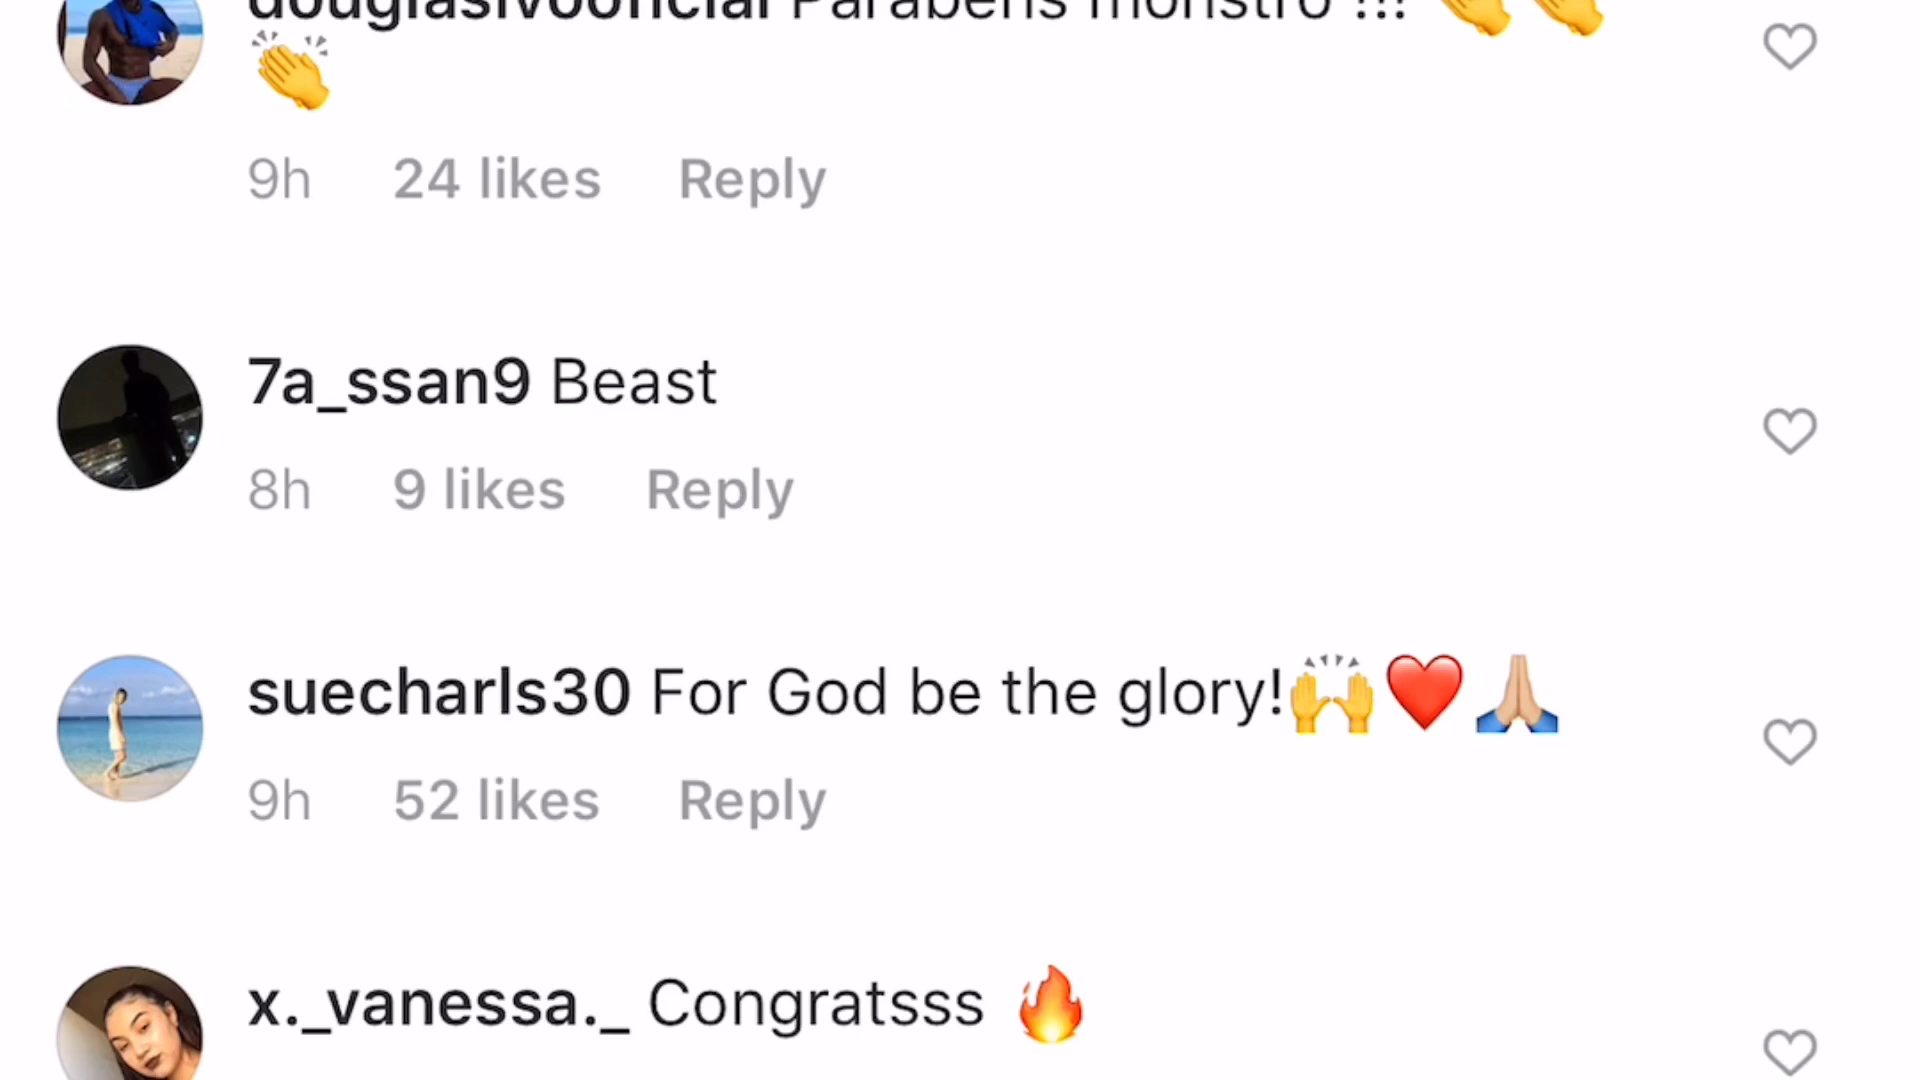 douglasivooficial Parabéns monstro !!! 👏👏
👏
9h 24 likes Reply
7a_ssan9 Beast
8h 9 likes Reply
suecharls30 For God be the glory!🙌❤️🙏🏼
9h 52 likes Reply
x._vanessa._ Congratsss 🔥